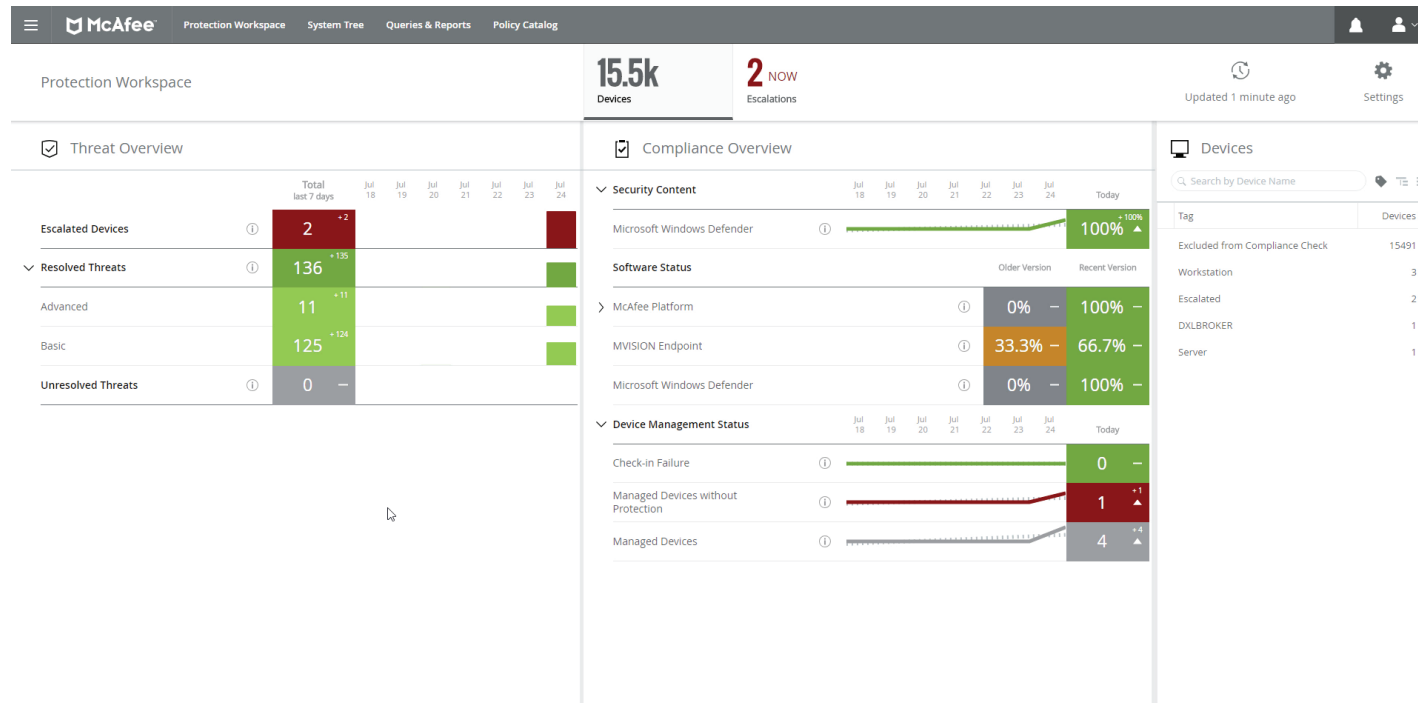 McAfee Protection Workspace System Tree Queries & Reports Policy Catalog
Protection Workspace
15.5k
Devices
2 NOW
Escalations
Updated 1 minute ago
Settings
Threat Overview
Total
last 7 days
Jul 18 Jul 19 Jul 20 Jul 21 Jul 22 Jul 23 Jul 24
Escalated Devices 2 +2
Resolved Threats 136 +135
Advanced 11 +11
Basic 125 +124
Unresolved Threats 0 –
Compliance Overview
Security Content Jul 18 Jul 19 Jul 20 Jul 21 Jul 22 Jul 23 Jul 24 Today
Microsoft Windows Defender 100% +100%
Software Status Older Version Recent Version
McAfee Platform 0% – 100% –
MVISION Endpoint 33.3% – 66.7% –
Microsoft Windows Defender 0% – 100% –
Device Management Status Jul 18 Jul 19 Jul 20 Jul 21 Jul 22 Jul 23 Jul 24 Today
Check-in Failure 0 –
Managed Devices without
Protection 1 +1
Managed Devices 4 +4
Devices
Search by Device Name
Tag Devices
Excluded from Compliance Check 15491
Workstation 3
Escalated 2
DXLBROKER 1
Server 1